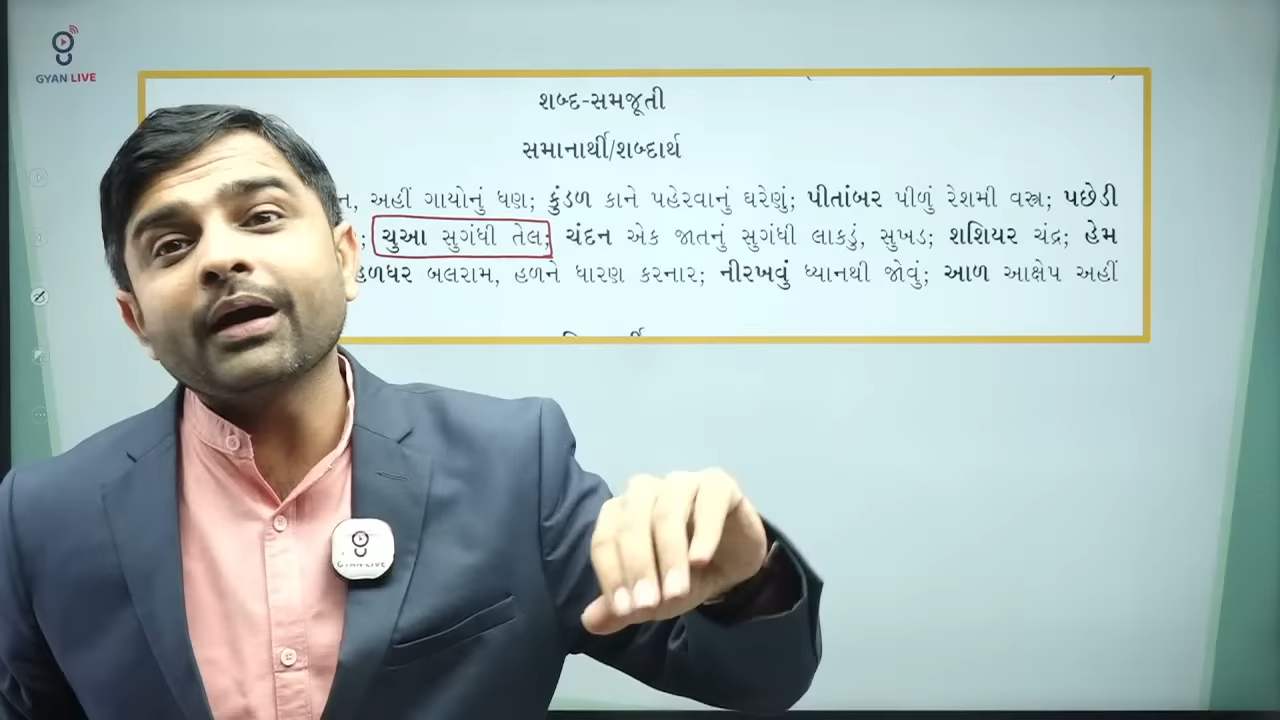 GYAN LIVE
શબ્દ-સમજૂતી
સમાનાર્થી/શબ્દાર્થ
અહીં ગાયોનું ધણ; કુંડળ કાને પહેરવાનું ઘરેણું; પીતાંબર પીળું રેશમી વસ્ત્ર; પછેડી
ચુઆ સુગંધી તેલ; ચંદન એક જાતનું સુગંધી લાકડું, સુખડ; શશિયર ચંદ્ર; હેમ
હળધર બલરામ, હળને ધારણ કરનાર; નીરખવું ધ્યાનથી જોવું; આળ આક્ષેપ અહીં
GYAN LIVE